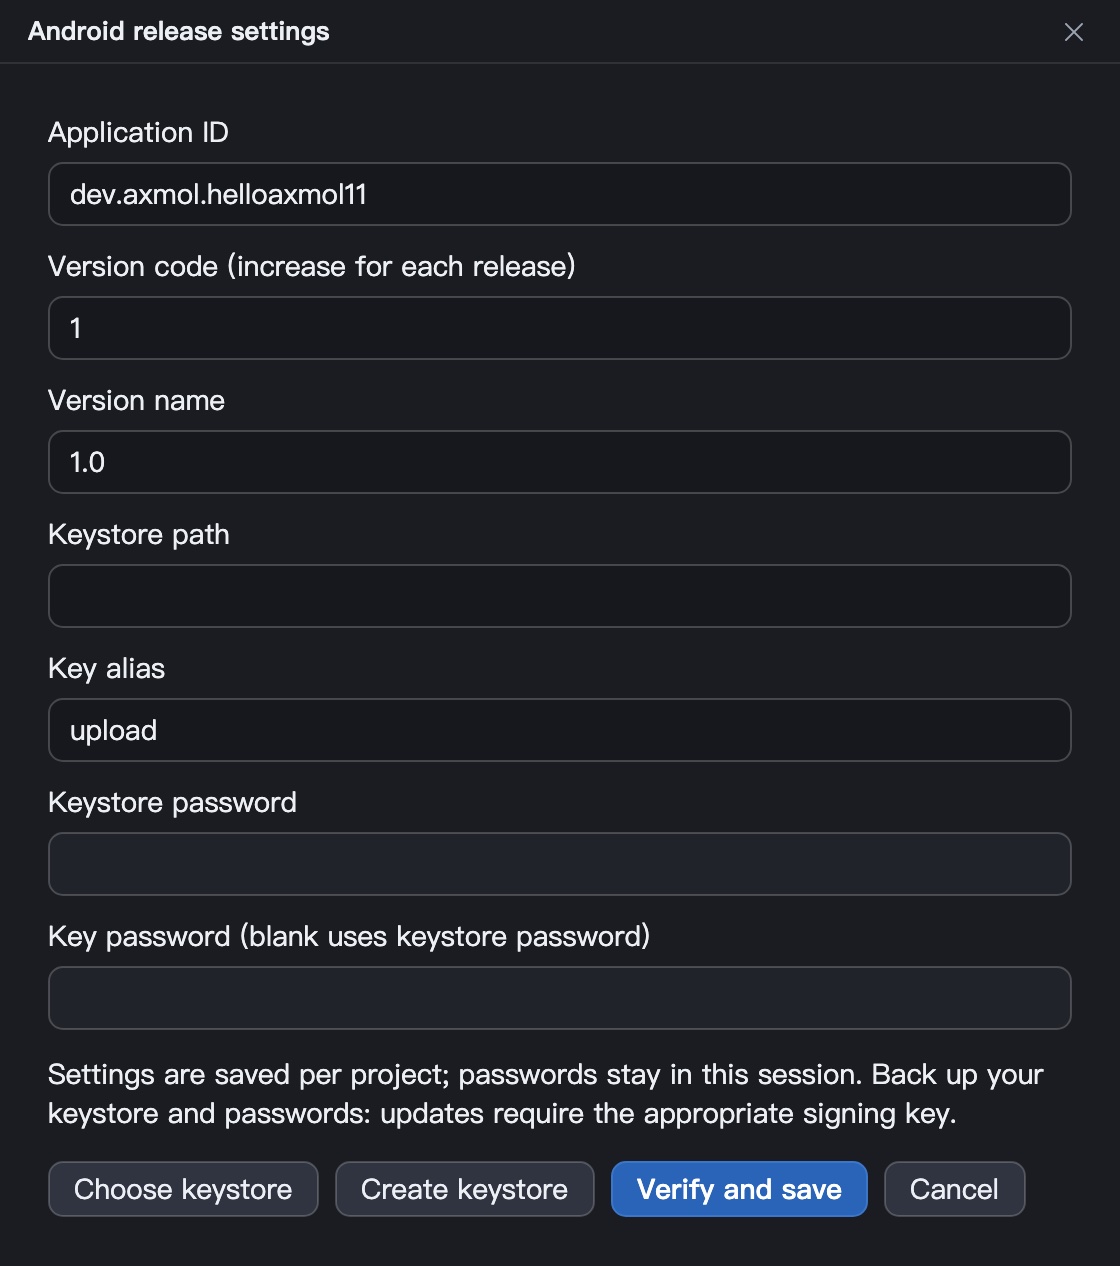 Android release settings
Application ID
dev.axmol.helloaxmol11
Version code (increase for each release)
1
Version name
1.0
Keystore path
Key alias
upload
Keystore password
Key password (blank uses keystore password)
Settings are saved per project; passwords stay in this session. Back up your
keystore and passwords: updates require the appropriate signing key.
Choose keystore Create keystore Verify and save Cancel